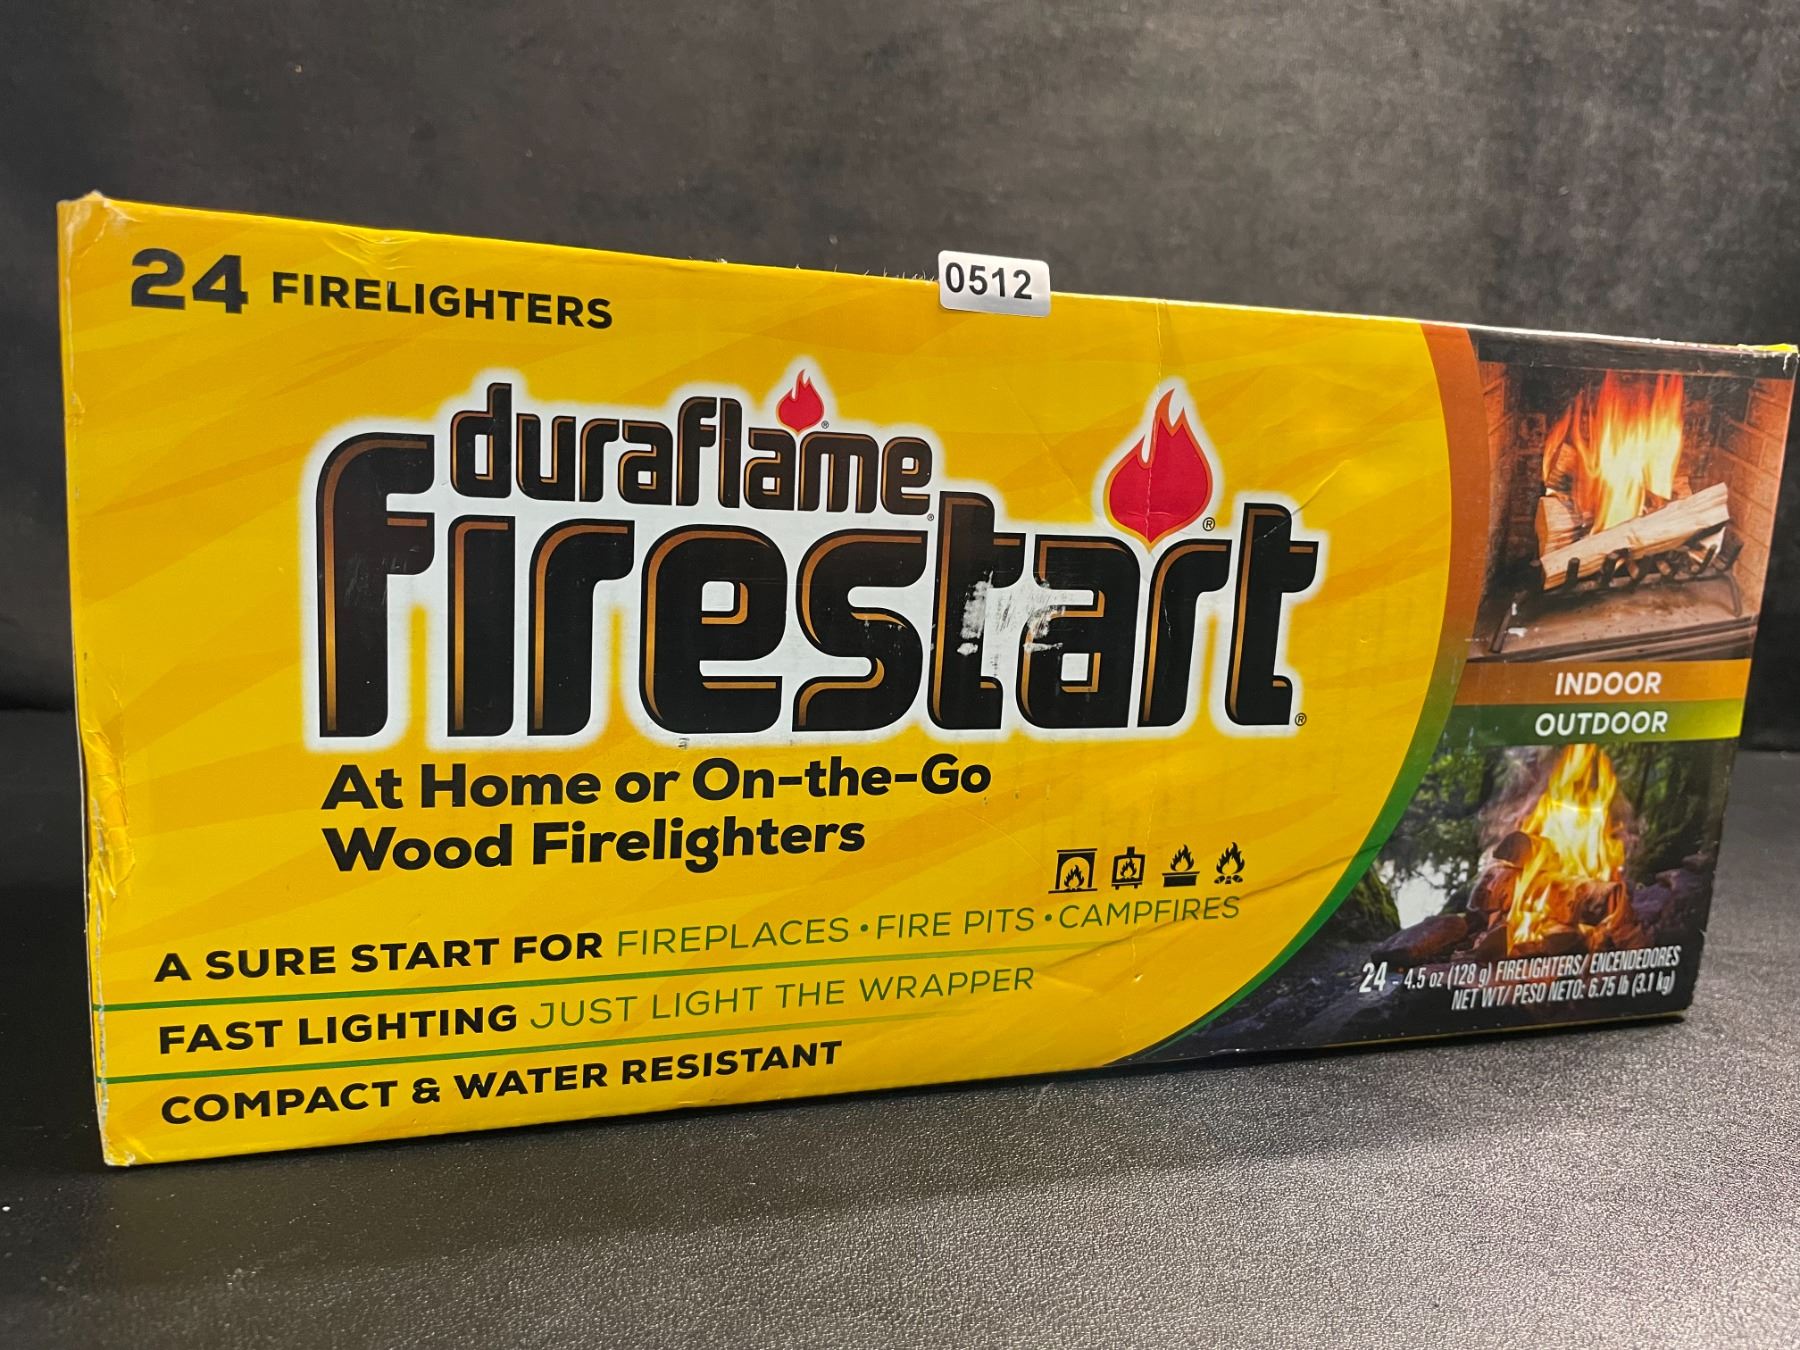 0512
24 FIRELIGHTERS
duraflame®
firestart®
At Home or On-the-Go
Wood Firelighters
A SURE START FOR FIREPLACES • FIRE PITS • CAMPFIRES
FAST LIGHTING JUST LIGHT THE WRAPPER
COMPACT & WATER RESISTANT
INDOOR
OUTDOOR
24 - 4.5 oz (128 g) FIRELIGHTERS/ ENCENDEDORES
NET WT/ PESO NETO: 6.75 lb (3.1 kg)